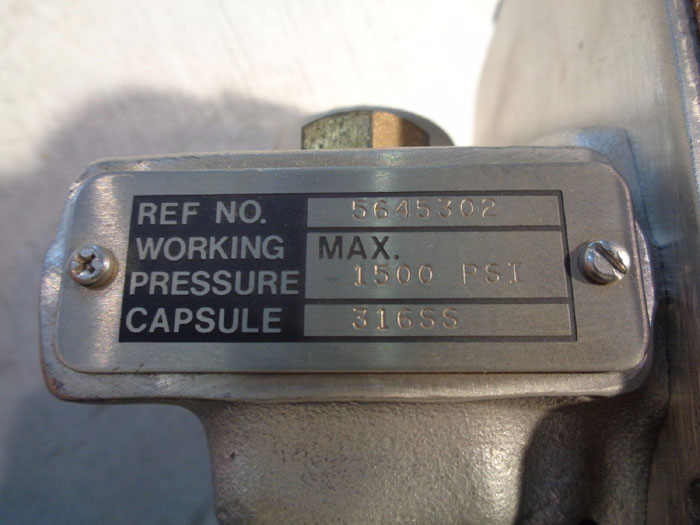 REF NO. 5645302
WORKING MAX.
PRESSURE 1500 PSI
CAPSULE 316SS